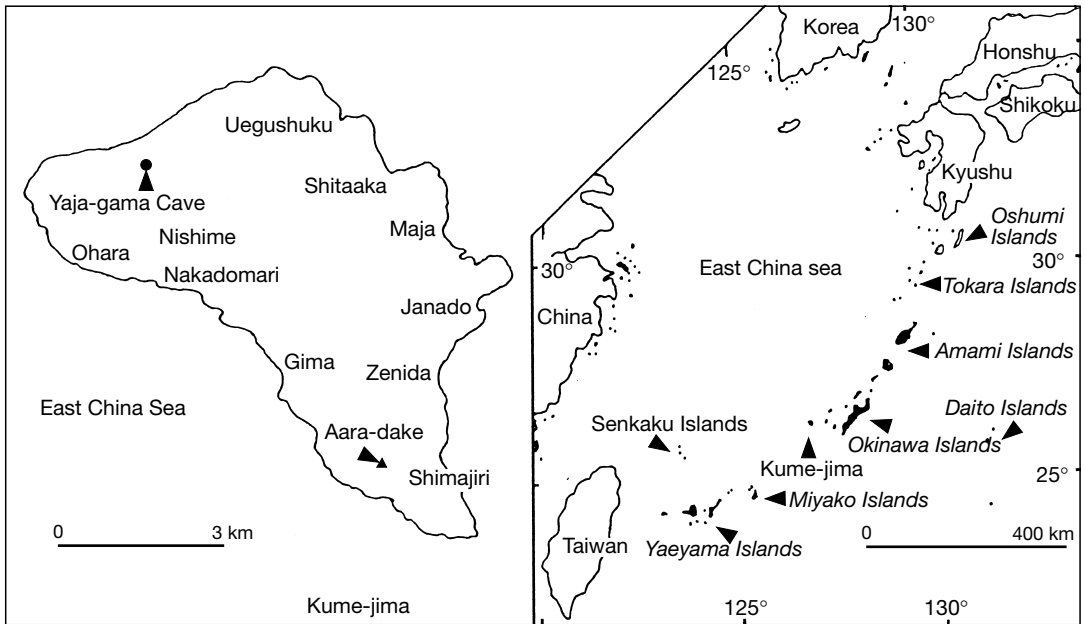 Uegushuku
Shitaaka
Yaja-gama Cave
Maja
Nishime
Ohara
Nakadomari
Janado
Gima
Zenida
East China Sea
Aara-dake
Shimajiri
0
3 km
Kume-jima
Korea
130°
125°
Honshu
Shikoku
Kyushu
Oshumi
Islands
30°
East China sea
30°
Tokara Islands
China
Amami Islands
Senkaku Islands
Daito Islands
Okinawa Islands
Kume-jima
25°
Miyako Islands
0
400 km
Taiwan
Yaeyama Islands
125°
130°